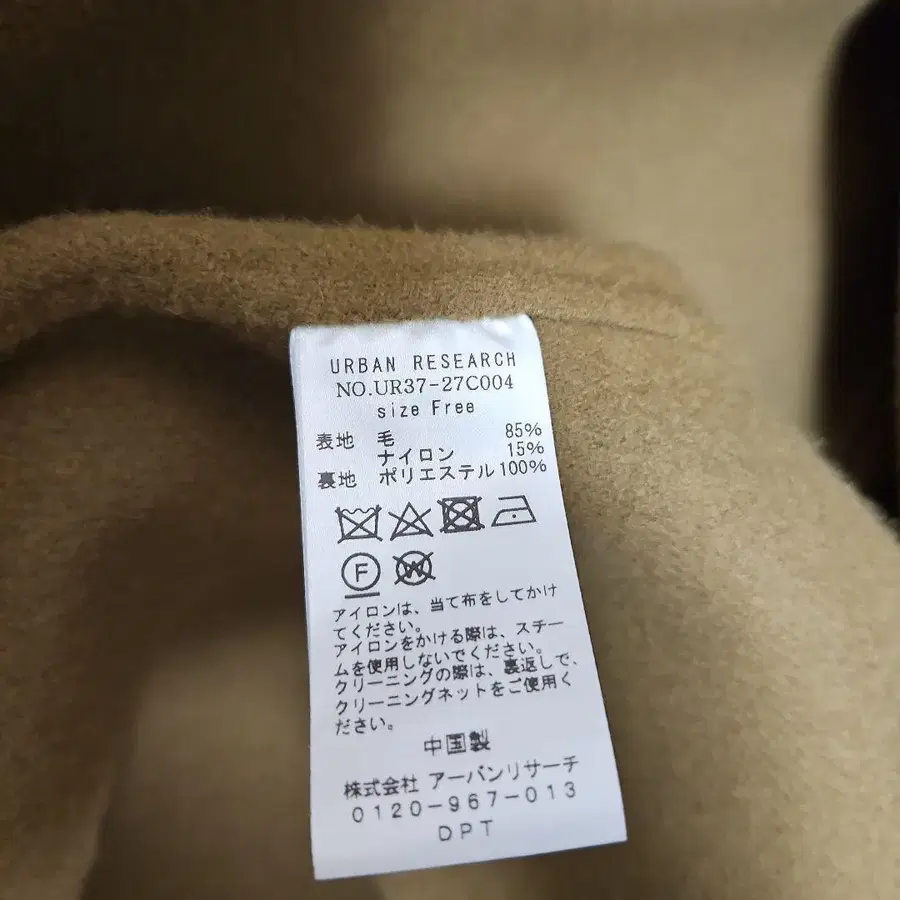 URBAN RESEARCH
NO.UR37-27C004
size Free
表地 毛 85%
ナイロン 15%
裏地 ポリエステル 100%
F W
アイロンは、当て布をしてかけ
てください。
アイロンをかける際は、スチー
ムを使用しないでください。
クリーニングの際は、裏返しで、
クリーニングネットをご使用く
ださい。
中国製
株式会社 アーバンリサーチ
0120-967-013
DPT